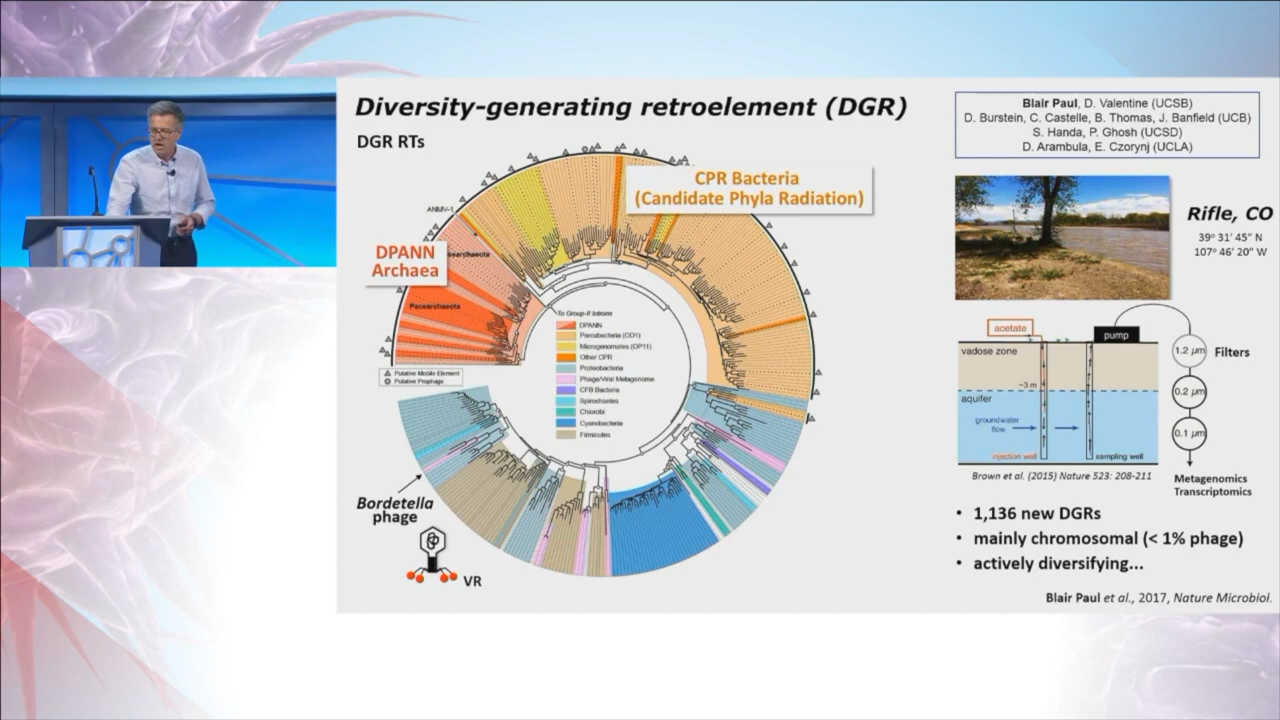 Diversity-generating retroelement (DGR)
DGR RTs
CPR Bacteria
(Candidate Phyla Radiation)
ANMV-1
DPANN
Archaea
Pacearchaeota
To Group-II Introns
DPANN
Parcubacteria (OD1)
Microgenomates (OP11)
Other CPR
Proteobacteria
Phage/Viral Metagenome
CFB Bacteria
Spirochaetes
Chlorobi
Cyanobacteria
Firmicutes
Putative Mobile Element
Putative Prophage
Bordetella
phage
VR
Blair Paul, D. Valentine (UCSB)
D. Burstein, C. Castelle, B. Thomas, J. Banfield (UCB)
S. Handa, P. Ghosh (UCSD)
D. Arambula, E. Czorynj (UCLA)
Rifle, CO
39º 31' 45" N
107º 46' 20" W
acetate
pump
vadose zone
~3 m
aquifer
groundwater
flow
injection well
sampling well
1.2 µm
Filters
0.2 µm
0.1 µm
Metagenomics
Transcriptomics
Brown et al. (2015) Nature 523: 208-211
• 1,136 new DGRs
• mainly chromosomal (< 1% phage)
• actively diversifying...
Blair Paul et al., 2017, Nature Microbiol.